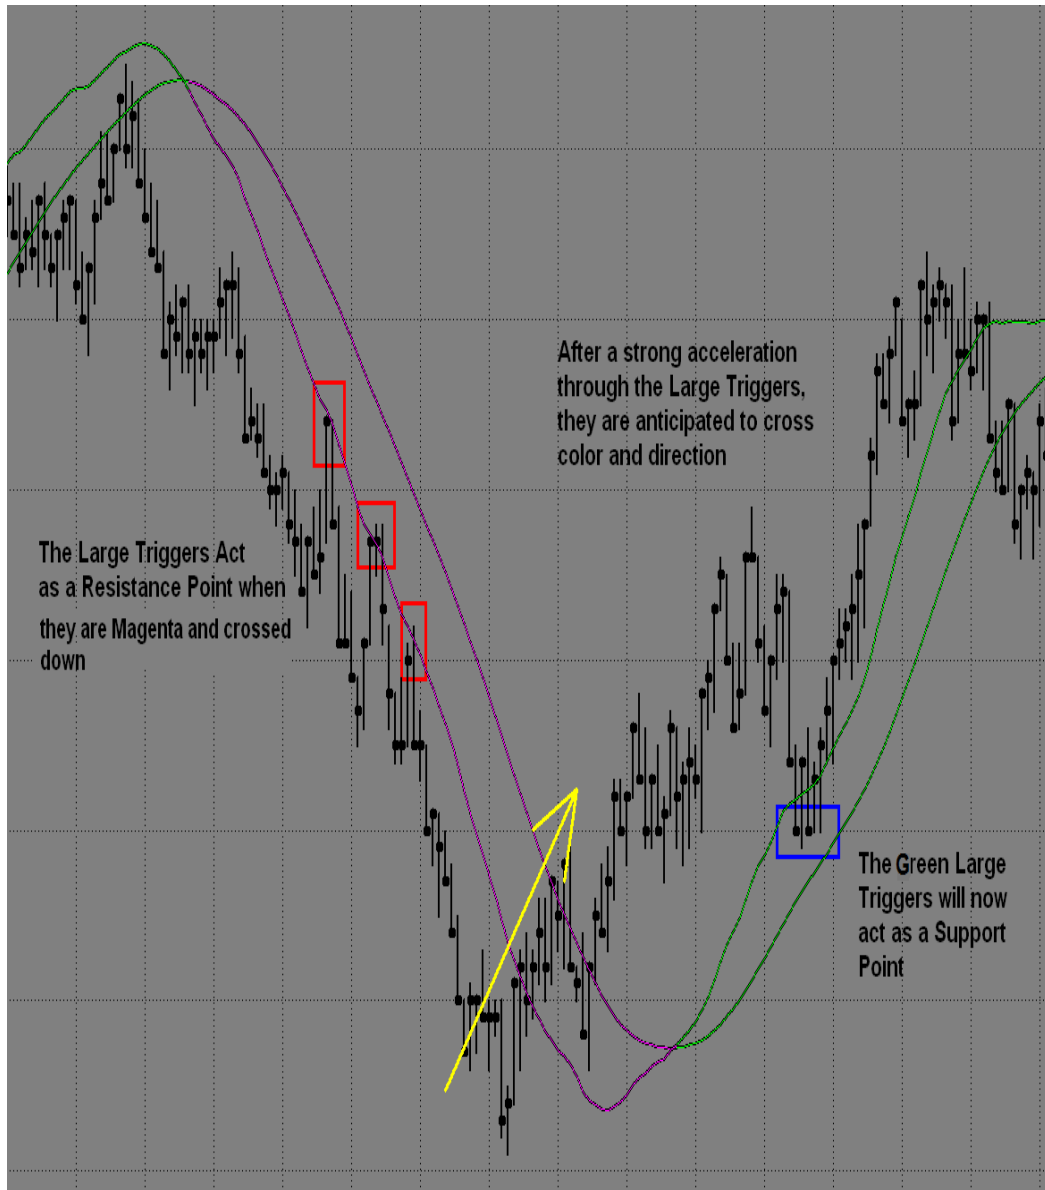 After a strong acceleration
through the Large Triggers,
they are anticipated to cross
color and direction
The Large Triggers Act
as a Resistance Point when
they are Magenta and crossed
down
The Green Large
Triggers will now
act as a Support
Point